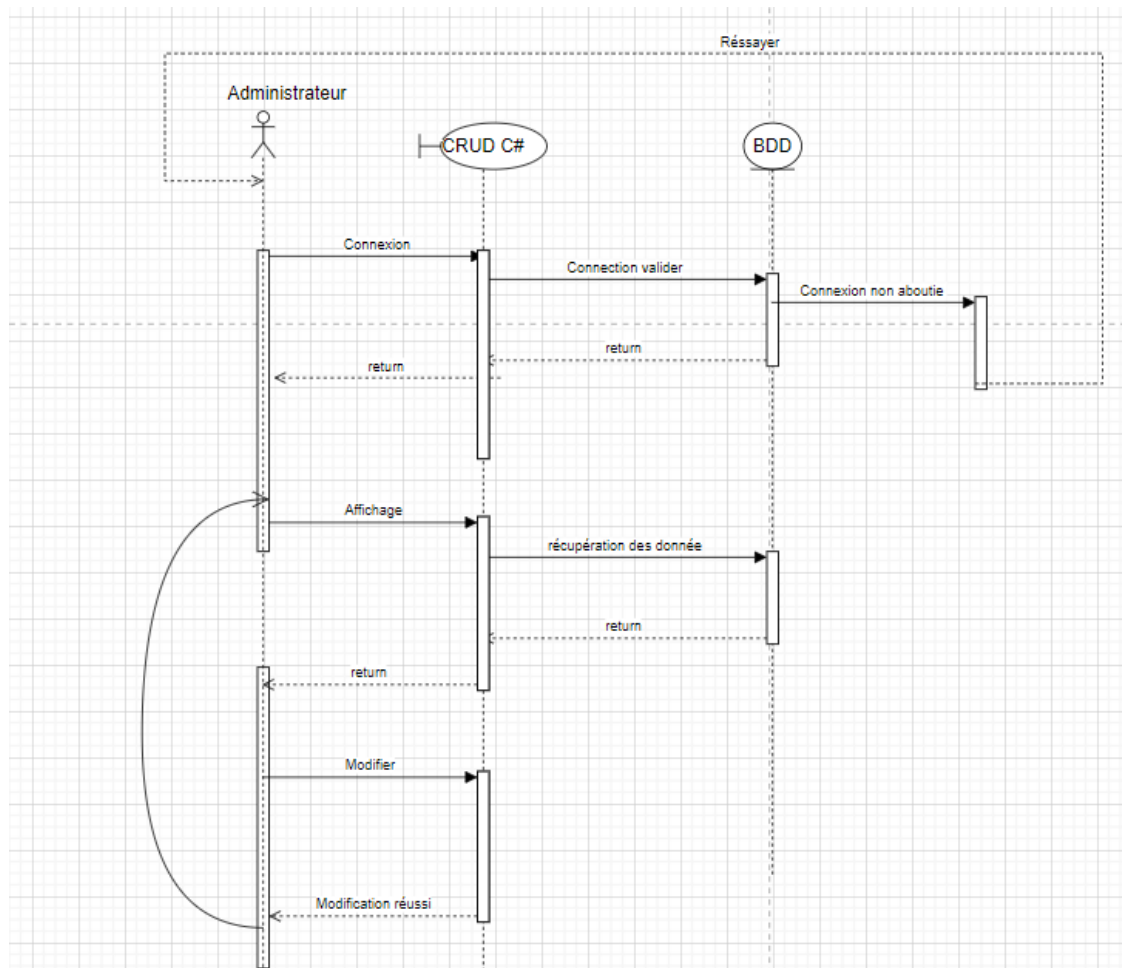 Réssayer
Administrateur
CRUD C#
BDD
Connexion
Connection valider
Connexion non aboutie
return
return
Affichage
récupération des donnée
return
return
Modifier
Modification réussi